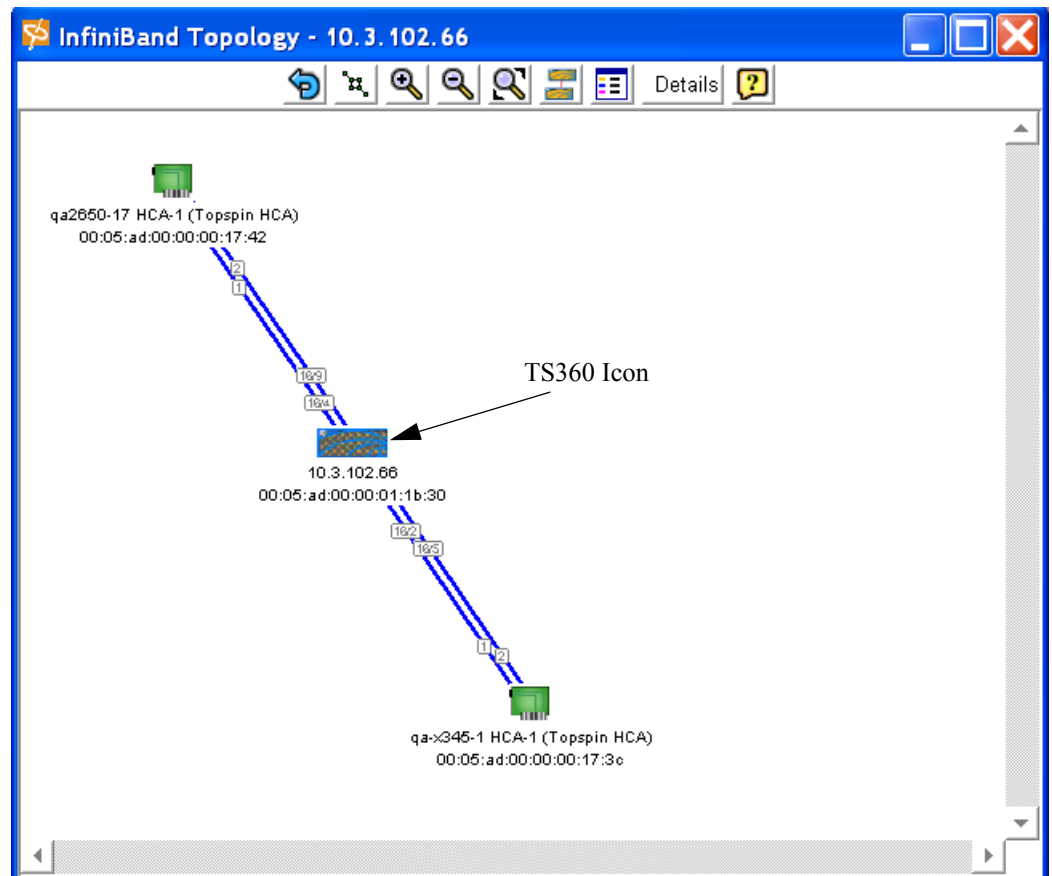 InfiniBand Topology - 10.3.102.66
Details
?
qa2650-17 HCA-1 (Topspin HCA)
00:05:ad:00:00:00:17:42
2
1
16/9
16/4
TS360 Icon
10.3.102.66
00:05:ad:00:00:01:1b:30
16/2
16/5
1
2
qa-x345-1 HCA-1 (Topspin HCA)
00:05:ad:00:00:00:17:3c